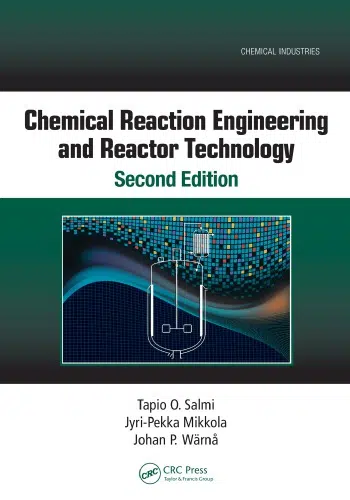 CHEMICAL INDUSTRIES
Chemical Reaction Engineering
and Reactor Technology
Second Edition
Tapio O. Salmi
Jyri-Pekka Mikkola
Johan P. Wärnå
CRC
CRC Press
Taylor & Francis Group